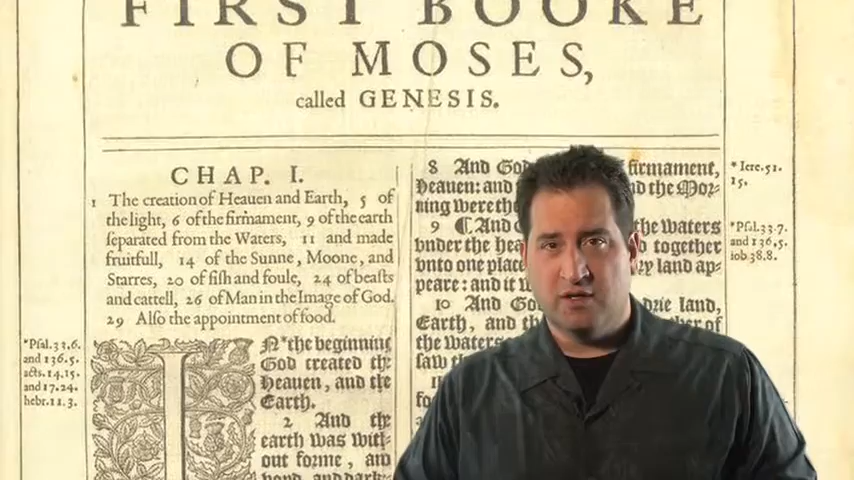 FIRST BOOKE
OF MOSES,
called GENESIS.
CHAP. I.
1 The creation of Heauen and Earth, 5 of
the light, 6 of the firmament, 9 of the earth
ſeparated from the Waters, 11 and made
fruitfull, 14 of the Sunne, Moone, and
Starres, 20 of fiſh and foule, 24 of beaſts
and cattell, 26 of Man in the Image of God.
29 Alſo the appointment of food.
*Pſal.33.6.
and 136.5.
acts.14.15.
and 17.24.
hebr.11.3.
IN *the beginning
God created the
Heauen, and the
Earth.
2 And the
earth was with-
out forme, and
8 And God firmament,
Heauen: and and the Mor-
ning were the
9 ¶ And the waters
vnder the hea together
vnto one place dry land ap-
peare: and it w
10 And God drie land,
Earth, and th
the waters
ſaw th
11
* Iere.51.
15.
*Pſal.33.7.
and 136.5.
iob 38.8.